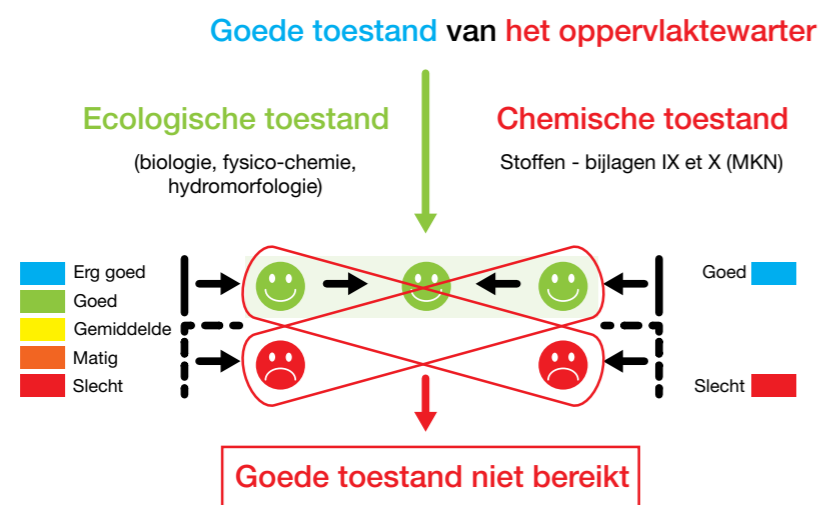 Goede toestand van het oppervlaktewarter
Ecologische toestand
(biologie, fysico-chemie,
hydromorfologie)
Chemische toestand
Stoffen - bijlagen IX et X (MKN)
Erg goed
Goed
Gemiddelde
Matig
Slecht
Goed
Slecht
Goede toestand niet bereikt